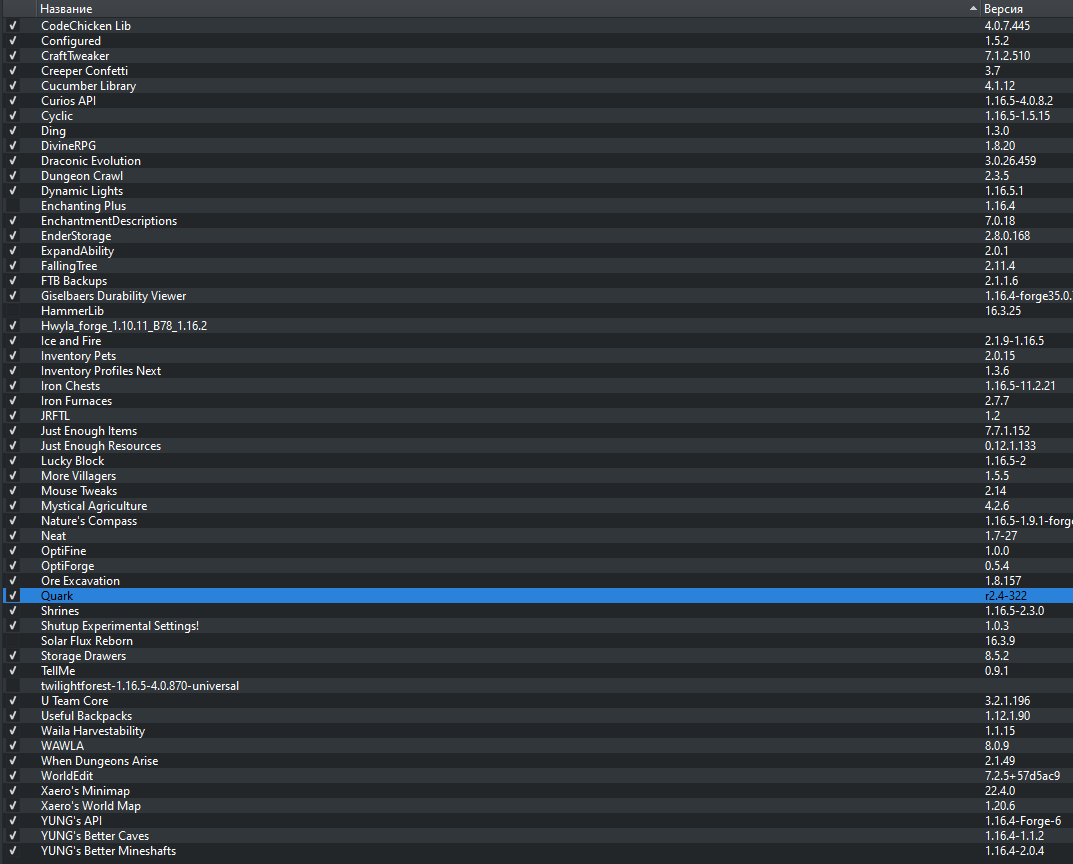 Название Версия
CodeChicken Lib 4.0.7.445
Configured 1.5.2
CraftTweaker 7.1.2.510
Creeper Confetti 3.7
Cucumber Library 4.1.12
Curios API 1.16.5-4.0.8.2
Cyclic 1.16.5-1.5.15
Ding 1.3.0
DivineRPG 1.8.20
Draconic Evolution 3.0.26.459
Dungeon Crawl 2.3.5
Dynamic Lights 1.16.5.1
Enchanting Plus 1.16.4
EnchantmentDescriptions 7.0.18
EnderStorage 2.8.0.168
ExpandAbility 2.0.1
FallingTree 2.11.4
FTB Backups 2.1.1.6
Giselbaers Durability Viewer 1.16.4-forge35.0.
HammerLib 16.3.25
Hwyla_forge_1.10.11_B78_1.16.2
Ice and Fire 2.1.9-1.16.5
Inventory Pets 2.0.15
Inventory Profiles Next 1.3.6
Iron Chests 1.16.5-11.2.21
Iron Furnaces 2.7.7
JRFTL 1.2
Just Enough Items 7.7.1.152
Just Enough Resources 0.12.1.133
Lucky Block 1.16.5-2
More Villagers 1.5.5
Mouse Tweaks 2.14
Mystical Agriculture 4.2.6
Nature's Compass 1.16.5-1.9.1-forg
Neat 1.7-27
OptiFine 1.0.0
OptiForge 0.5.4
Ore Excavation 1.8.157
Quark r2.4-322
Shrines 1.16.5-2.3.0
Shutup Experimental Settings! 1.0.3
Solar Flux Reborn 16.3.9
Storage Drawers 8.5.2
TellMe 0.9.1
twilightforest-1.16.5-4.0.870-universal
U Team Core 3.2.1.196
Useful Backpacks 1.12.1.90
Waila Harvestability 1.1.15
WAWLA 8.0.9
When Dungeons Arise 2.1.49
WorldEdit 7.2.5+57d5ac9
Xaero's Minimap 22.4.0
Xaero's World Map 1.20.6
YUNG's API 1.16.4-Forge-6
YUNG's Better Caves 1.16.4-1.1.2
YUNG's Better Mineshafts 1.16.4-2.0.4